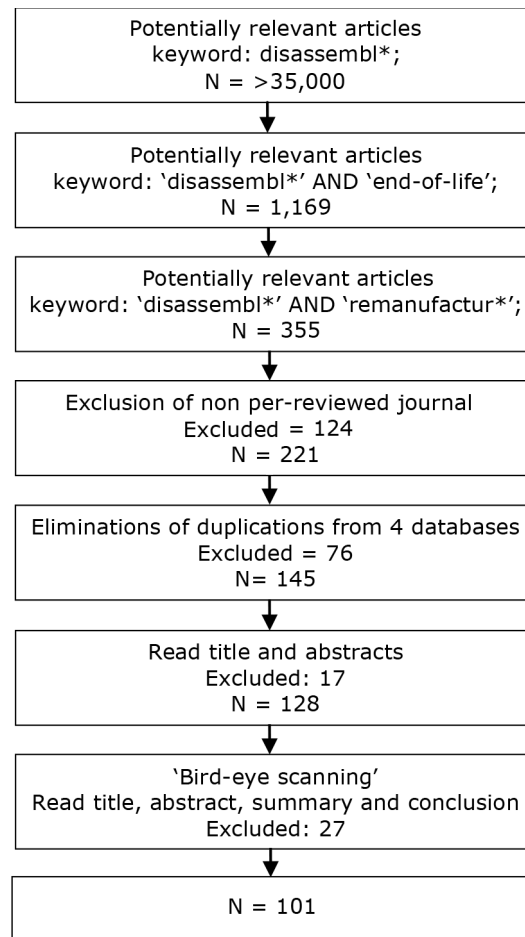 Potentially relevant articles
keyword: disassembl*;
N = >35,000
Potentially relevant articles
keyword: ‘disassembl*’ AND ‘end-of-life’;
N = 1,169
Potentially relevant articles
keyword: ‘disassembl*’ AND ‘remanufactur*’;
N = 355
Exclusion of non per-reviewed journal
Excluded = 124
N = 221
Eliminations of duplications from 4 databases
Excluded = 76
N= 145
Read title and abstracts
Excluded: 17
N = 128
‘Bird-eye scanning’
Read title, abstract, summary and conclusion
Excluded: 27
N = 101